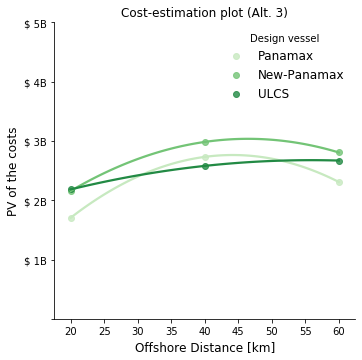 Cost-estimation plot (Alt. 3)
$ 5B
$ 4B
$ 3B
$ 2B
$ 1B
PV of the costs
Design vessel
Panamax
New-Panamax
ULCS
20 25 30 35 40 45 50 55 60
Offshore Distance [km]